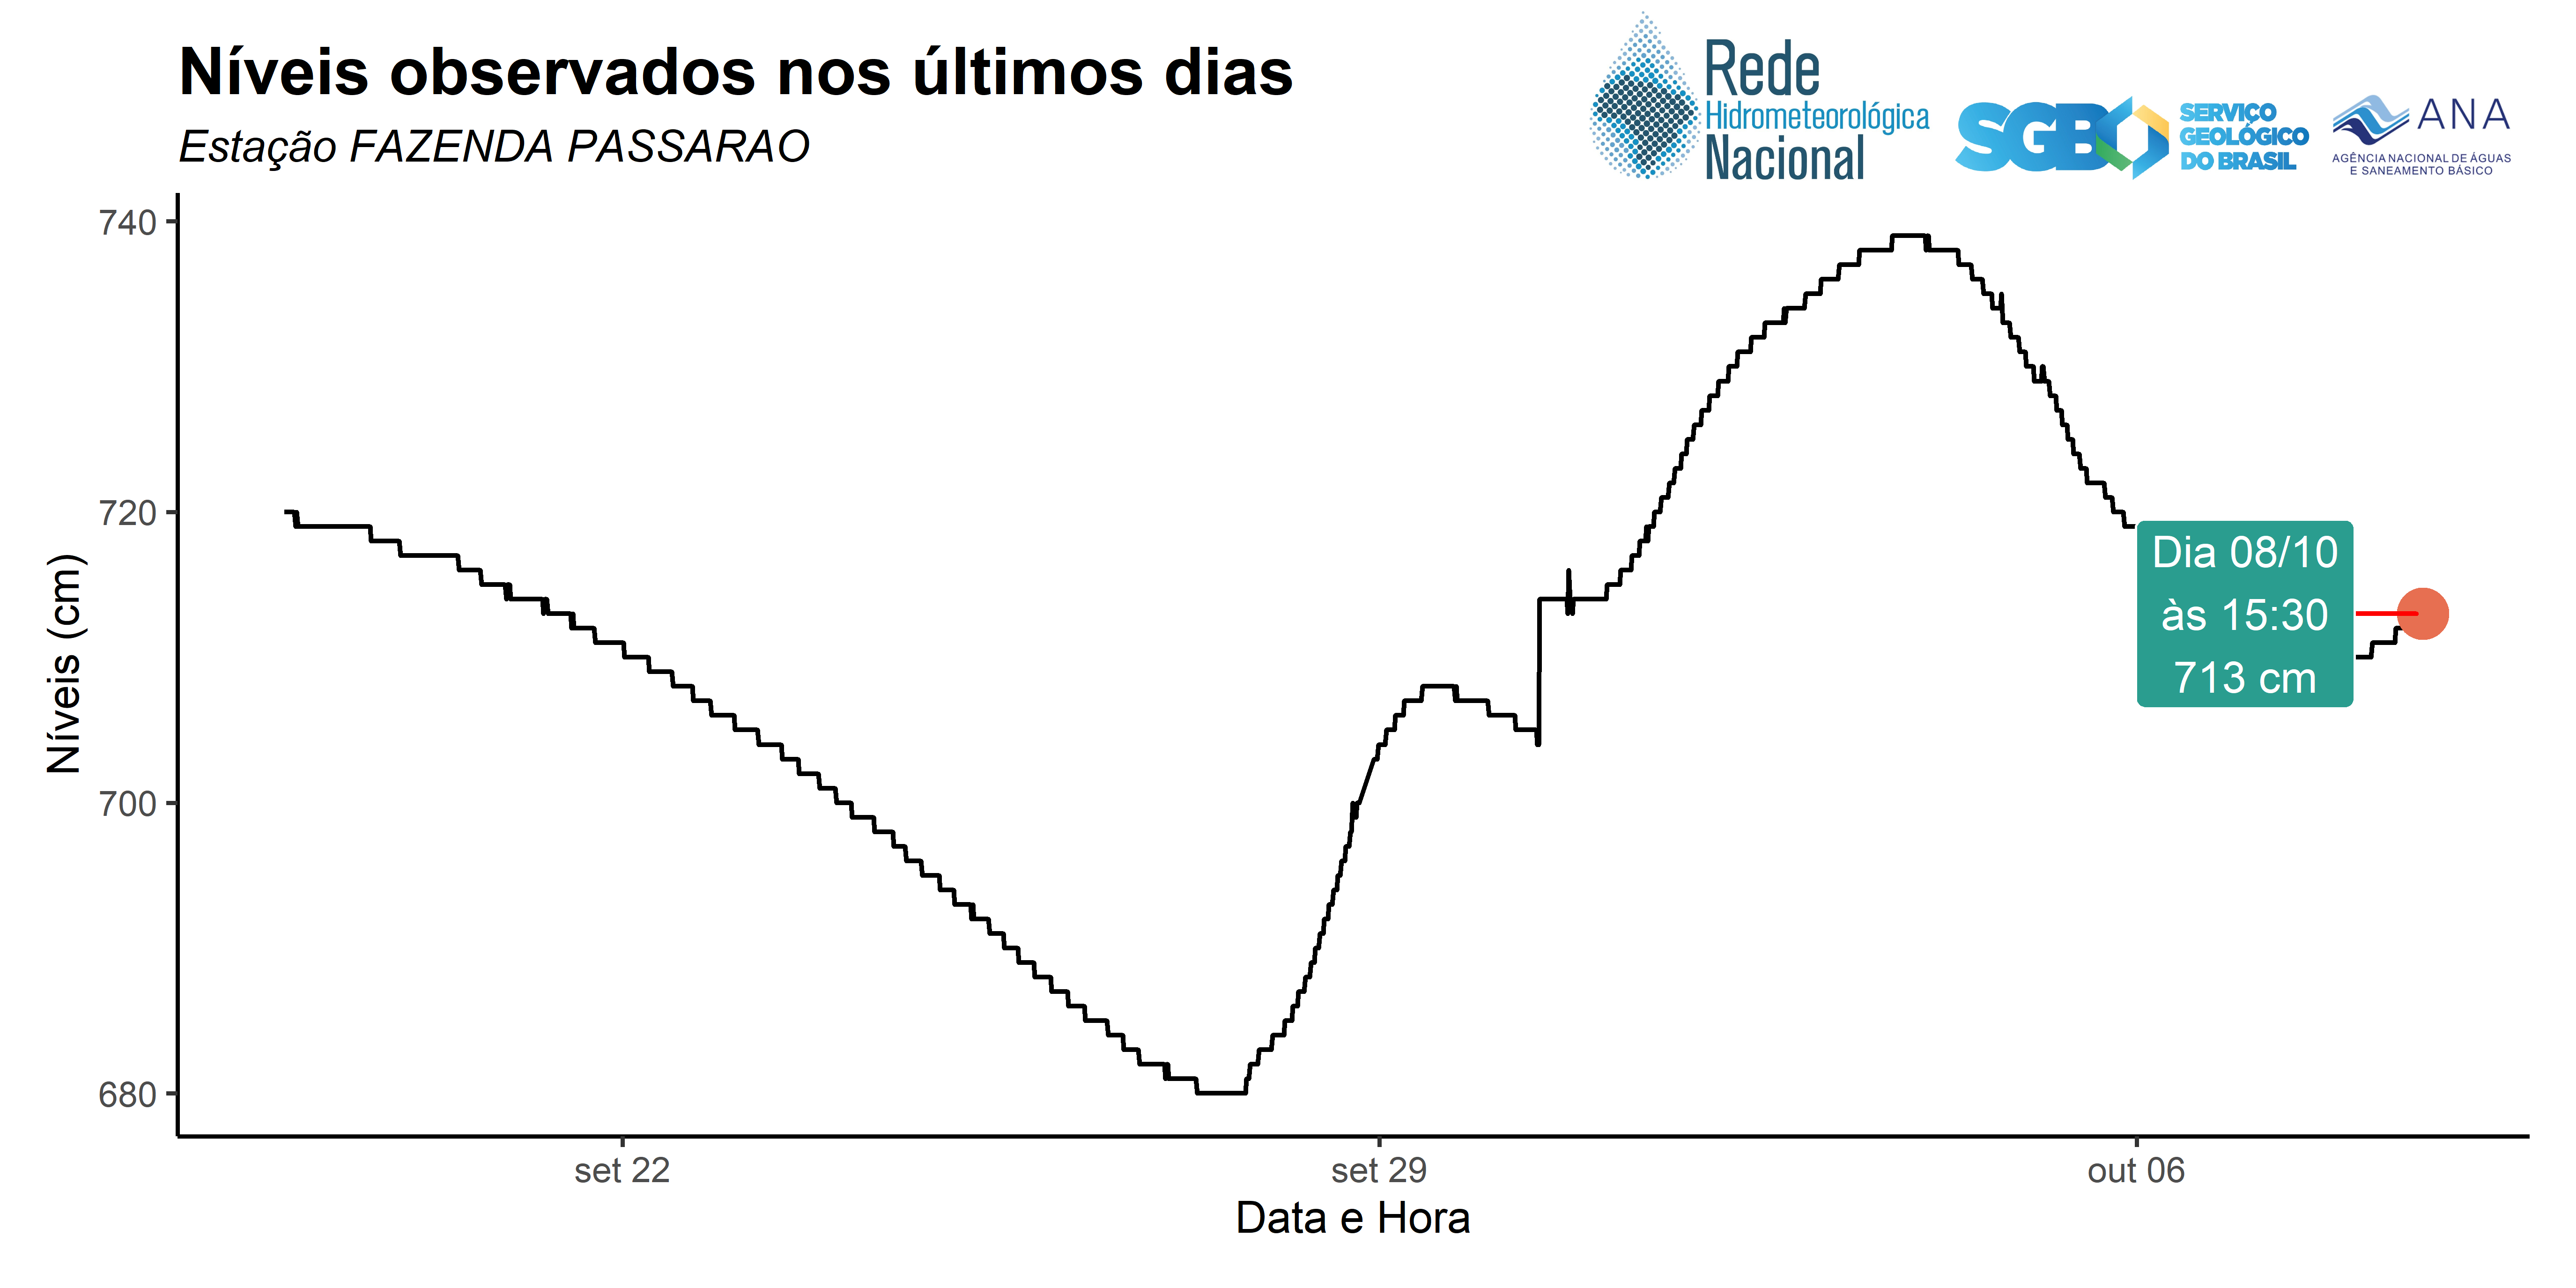 Níveis observados nos últimos dias
Estação FAZENDA PASSARAO
Rede
Hidrometeorológica
Nacional
SGB
SERVIÇO
GEOLÓGICO
DO BRASIL
ANA
AGÊNCIA NACIONAL DE ÁGUAS
E SANEAMENTO BÁSICO
Níveis (cm)
740
720
700
680
Dia 08/10
às 15:30
713 cm
set 22
set 29
out 06
Data e Hora